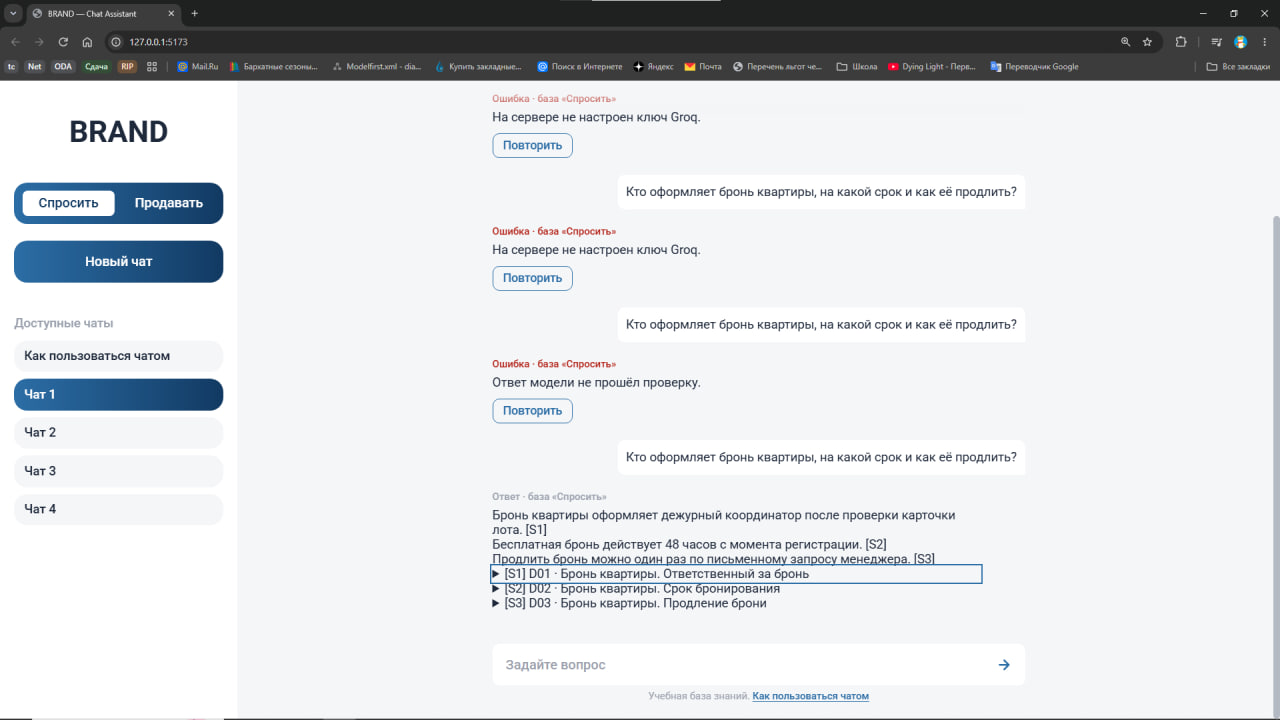 BRAND — Chat Assistant
127.0.0.1:5173
tc
Net
ODA
Сдача
RIP
Mail.Ru
Бархатные сезоны...
Modelfirst.xml - dia...
Купить закладные...
Поиск в Интернете
Яндекс
Почта
Перечень льгот че...
Школа
Dying Light - Перв...
Переводчик Google
Все закладки
BRAND
Спросить
Продавать
Новый чат
Доступные чаты
Как пользоваться чатом
Чат 1
Чат 2
Чат 3
Чат 4
Ошибка · база «Спросить»
На сервере не настроен ключ Groq.
Повторить
Кто оформляет бронь квартиры, на какой срок и как её продлить?
Ошибка · база «Спросить»
На сервере не настроен ключ Groq.
Повторить
Кто оформляет бронь квартиры, на какой срок и как её продлить?
Ошибка · база «Спросить»
Ответ модели не прошёл проверку.
Повторить
Кто оформляет бронь квартиры, на какой срок и как её продлить?
Ответ · база «Спросить»
Бронь квартиры оформляет дежурный координатор после проверки карточки
лота. [S1]
Бесплатная бронь действует 48 часов с момента регистрации. [S2]
Продлить бронь можно один раз по письменному запросу менеджера. [S3]
[S1] D01 · Бронь квартиры. Ответственный за бронь
[S2] D02 · Бронь квартиры. Срок бронирования
[S3] D03 · Бронь квартиры. Продление брони
Задайте вопрос
Учебная база знаний. Как пользоваться чатом